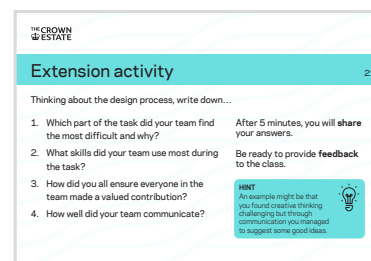 THE CROWN
ESTATE
Extension activity
Thinking about the design process, write down…
1. Which part of the task did your team find
the most difficult and why?
2. What skills did your team use most during
the task?
3. How did you all ensure everyone in the
team made a valued contribution?
4. How well did your team communicate?
After 5 minutes, you will share
your answers.
Be ready to provide feedback
to the class.
HINT
An example might be that
you found creative thinking
challenging but through
communication you managed
to suggest some good ideas.